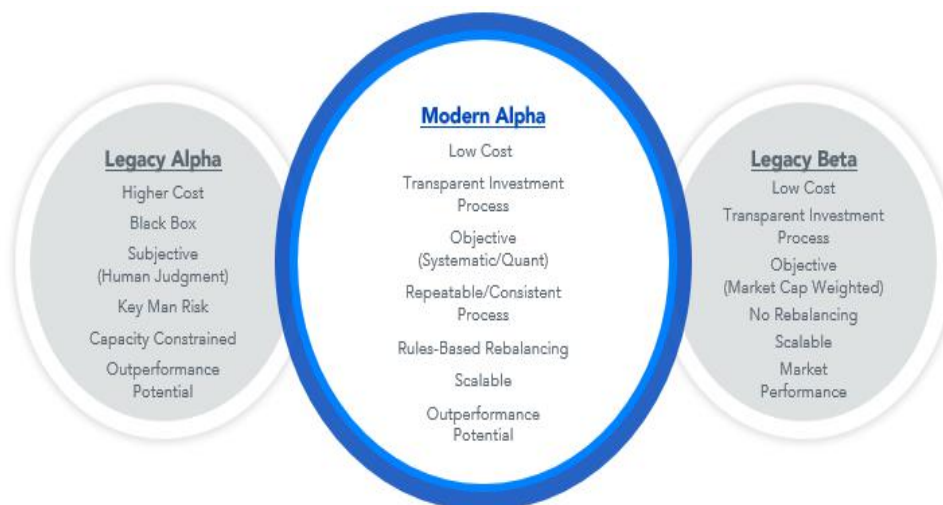 Legacy Alpha
Higher Cost
Black Box
Subjective
(Human Judgment)
Key Man Risk
Capacity Constrained
Outperformance
Potential
Modern Alpha
Low Cost
Transparent Investment
Process
Objective
(Systematic/Quant)
Repeatable/Consistent
Process
Rules-Based Rebalancing
Scalable
Outperformance
Potential
Legacy Beta
Low Cost
Transparent Investment
Process
Objective
(Market Cap Weighted)
No Rebalancing
Scalable
Market
Performance